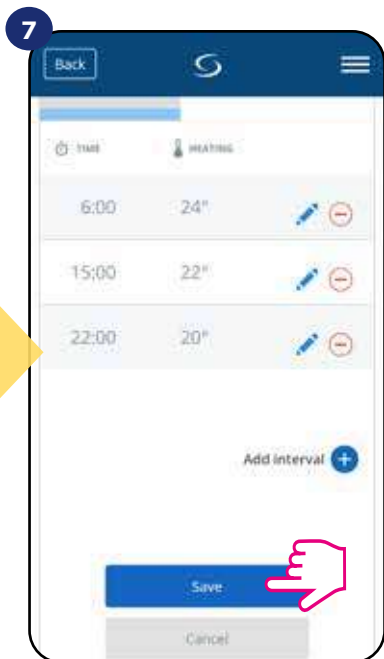 7
Back
TIME HEATING
6:00 24°
15:00 22°
22:00 20°
Add interval
Save
Cancel